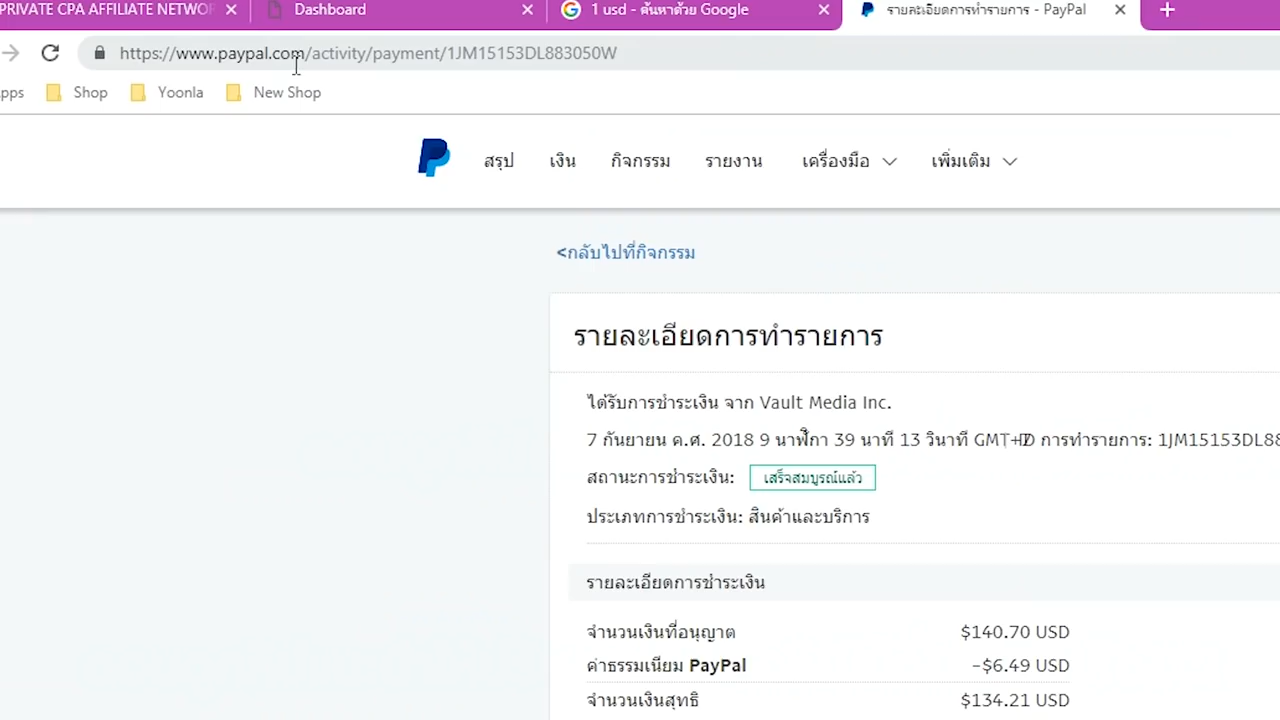 PRIVATE CPA AFFILIATE NETWOR
Dashboard
1 usd - ค้นหาด้วย Google
รายละเอียดการทำรายการ - PayPal
https://www.paypal.com/activity/payment/1JM15153DL883050W
pps
Shop
Yoonla
New Shop
สรุป
เงิน
กิจกรรม
รายงาน
เครื่องมือ
เพิ่มเติม
<กลับไปที่กิจกรรม
รายละเอียดการทำรายการ
ได้รับการชำระเงิน จาก Vault Media Inc.
7 กันยายน ค.ศ. 2018 9 นาฬิกา 39 นาที 13 วินาที การทำรายการ: 1JM15153DL88
สถานะการชำระเงิน: เสร็จสมบูรณ์แล้ว
ประเภทการชำระเงิน: สินค้าและบริการ
รายละเอียดการชำระเงิน
จำนวนเงินที่อนุญาต $140.70 USD
ค่าธรรมเนียม PayPal -$6.49 USD
จำนวนเงินสุทธิ $134.21 USD